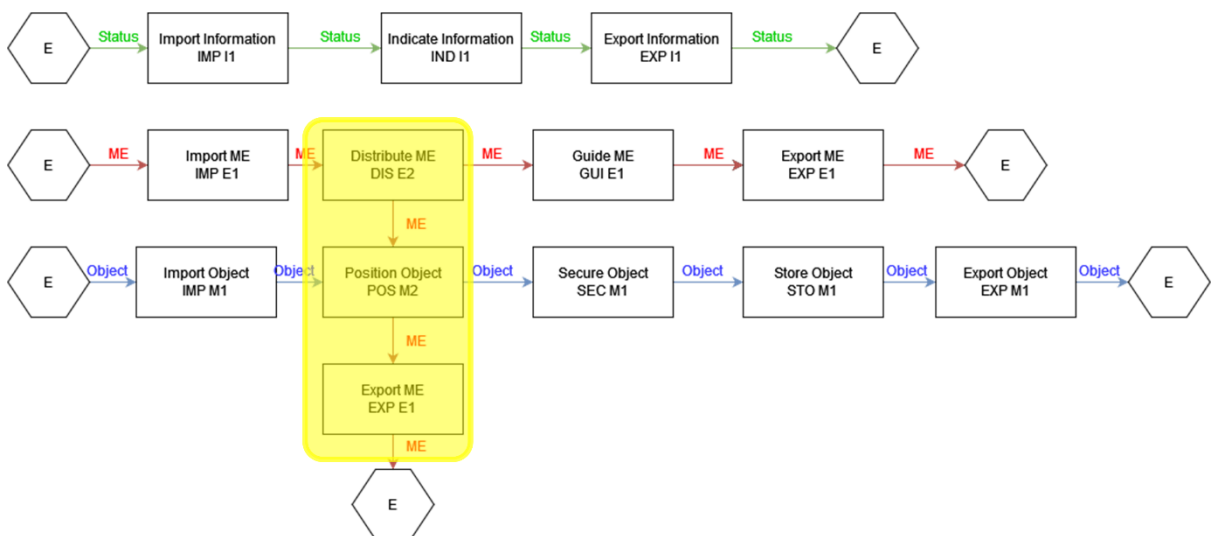 E
Status
Import Information
IMP I1
Status
Indicate Information
IND I1
Status
Export Information
EXP I1
Status
E
E
ME
Import ME
IMP E1
ME
Distribute ME
DIS E2
ME
Guide ME
GUI E1
ME
Export ME
EXP E1
ME
E
ME
E
Object
Import Object
IMP M1
Object
Position Object
POS M2
Object
Secure Object
SEC M1
Object
Store Object
STO M1
Object
Export Object
EXP M1
Object
E
ME
Export ME
EXP E1
ME
E